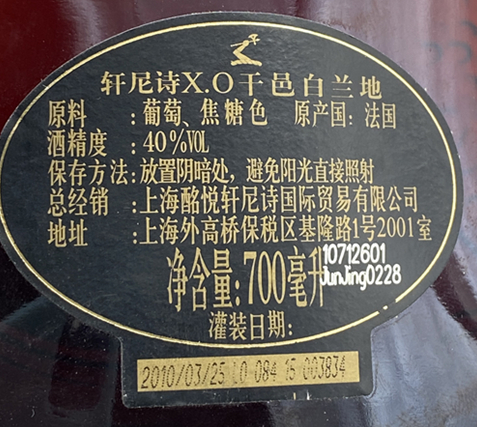 轩尼诗X.O干邑白兰地
原料 : 葡萄、焦糖色 原产国: 法国
酒精度 : 40%VOL
保存方法: 放置阴暗处，避免阳光直接照射
总经销 : 上海酩悦轩尼诗国际贸易有限公司
地址 : 上海外高桥保税区基隆路1号2001室
净含量: 700毫升
10712601
JunJing0228
灌装日期:
2010/03/25 LO-084 15 003834